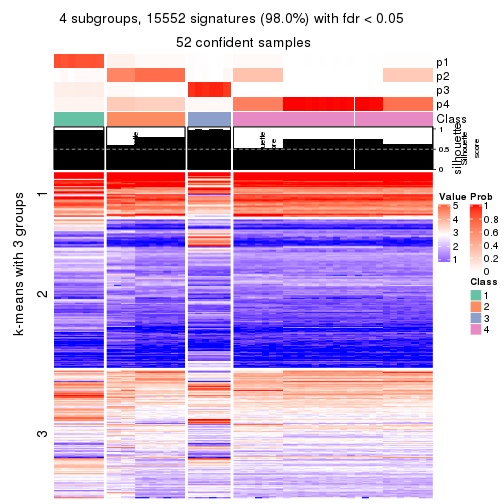 4 subgroups, 15552 signatures (98.0%) with fdr < 0.05
52 confident samples
p1
p2
p3
p4
Class
1
0.5
0
silhouette
Silhouette
score
k-means with 3 groups
1
2
3
Value
5
4
3
2
1
Prob
1
0.8
0.6
0.4
0.2
0
Class
1
2
3
4